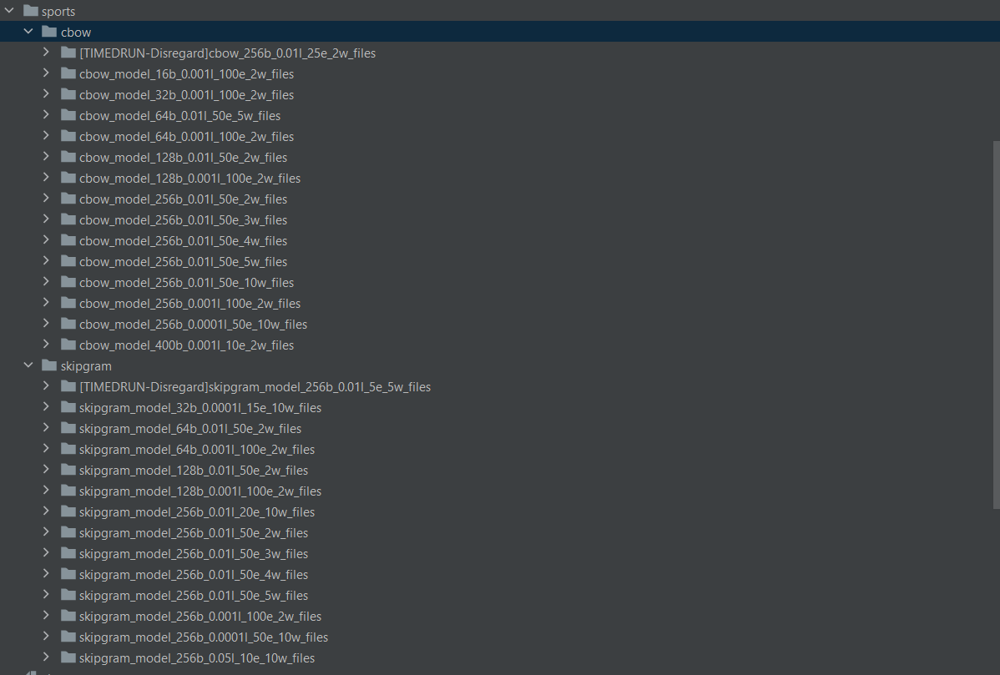 sports
cbow
[TIMEDRUN-Disregard]cbow_256b_0.01l_25e_2w_files
cbow_model_16b_0.001l_100e_2w_files
cbow_model_32b_0.001l_100e_2w_files
cbow_model_64b_0.01l_50e_5w_files
cbow_model_64b_0.001l_100e_2w_files
cbow_model_128b_0.01l_50e_2w_files
cbow_model_128b_0.001l_100e_2w_files
cbow_model_256b_0.01l_50e_2w_files
cbow_model_256b_0.01l_50e_3w_files
cbow_model_256b_0.01l_50e_4w_files
cbow_model_256b_0.01l_50e_5w_files
cbow_model_256b_0.01l_50e_10w_files
cbow_model_256b_0.001l_100e_2w_files
cbow_model_256b_0.0001l_50e_10w_files
cbow_model_400b_0.001l_10e_2w_files
skipgram
[TIMEDRUN-Disregard]skipgram_model_256b_0.01l_5e_5w_files
skipgram_model_32b_0.0001l_15e_10w_files
skipgram_model_64b_0.01l_50e_2w_files
skipgram_model_64b_0.001l_100e_2w_files
skipgram_model_128b_0.01l_50e_2w_files
skipgram_model_128b_0.001l_100e_2w_files
skipgram_model_256b_0.01l_20e_10w_files
skipgram_model_256b_0.01l_50e_2w_files
skipgram_model_256b_0.01l_50e_3w_files
skipgram_model_256b_0.01l_50e_4w_files
skipgram_model_256b_0.01l_50e_5w_files
skipgram_model_256b_0.001l_100e_2w_files
skipgram_model_256b_0.0001l_50e_10w_files
skipgram_model_256b_0.05l_10e_10w_files